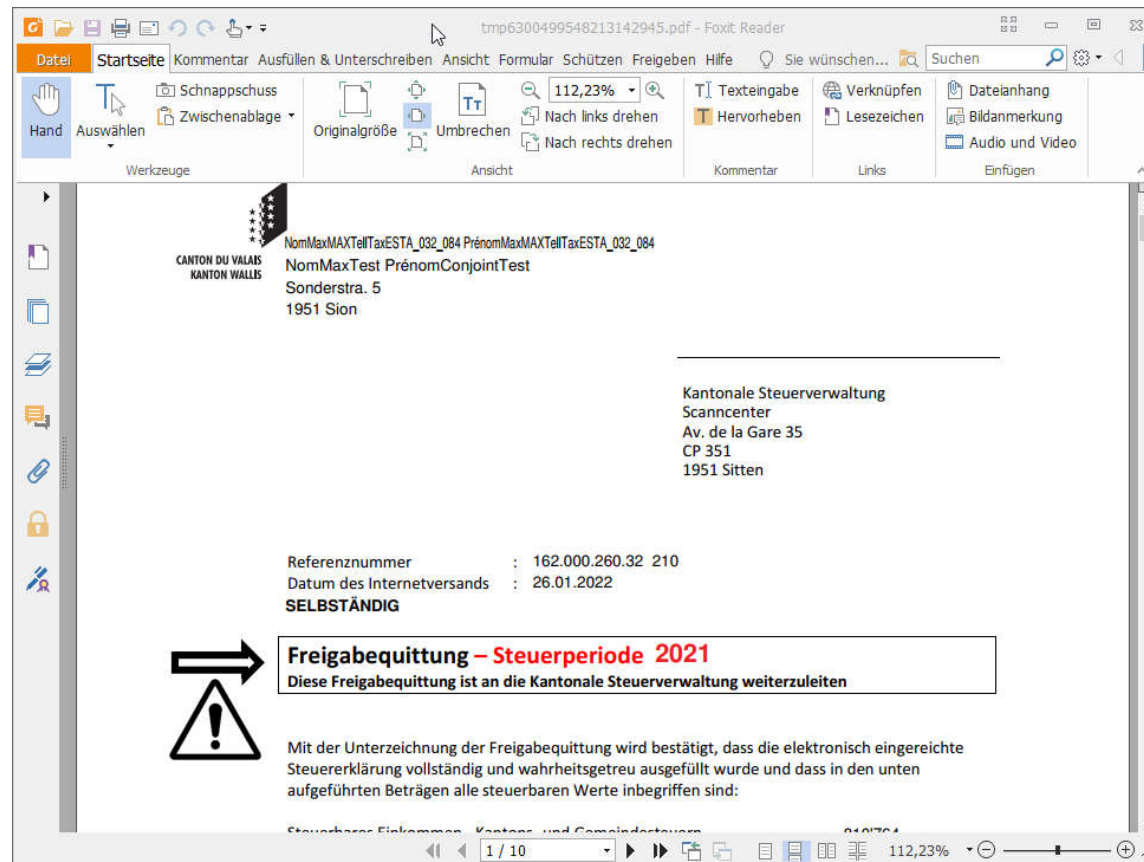 tmp6300499548213142945.pdf - Foxit Reader
Datei Startseite Kommentar Ausfüllen & Unterschreiben Ansicht Formular Schützen Freigeben Hilfe Sie wünschen... Suchen
Hand
Auswählen
Schnappschuss
Zwischenablage
Werkzeuge
Originalgröße
Umbrechen
112,23%
Nach links drehen
Nach rechts drehen
Ansicht
Texteingabe
Hervorheben
Kommentar
Verknüpfen
Lesezeichen
Links
Dateianhang
Bildanmerkung
Audio und Video
Einfügen
CANTON DU VALAIS
KANTON WALLIS
NomMaxMAXTellTaxESTA_032_084 PrénomMaxMAXTellTaxESTA_032_084
NomMaxTest PrénomConjointTest
Sonderstra. 5
1951 Sion
Kantonale Steuerverwaltung
Scanncenter
Av. de la Gare 35
CP 351
1951 Sitten
Referenznummer : 162.000.260.32 210
Datum des Internetversands : 26.01.2022
SELBSTÄNDIG
Freigabequittung – Steuerperiode 2021
Diese Freigabequittung ist an die Kantonale Steuerverwaltung weiterzuleiten
Mit der Unterzeichnung der Freigabequittung wird bestätigt, dass die elektronisch eingereichte
Steuererklärung vollständig und wahrheitsgetreu ausgefüllt wurde und dass in den unten
aufgeführten Beträgen alle steuerbaren Werte inbegriffen sind:
Steuerbares Einkommen Kantons- und Gemeindesteuern
1 / 10
112,23%